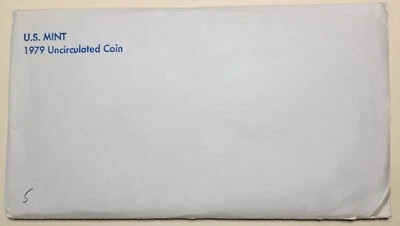 U.S. MINT
1979 Uncirculated Coin
5